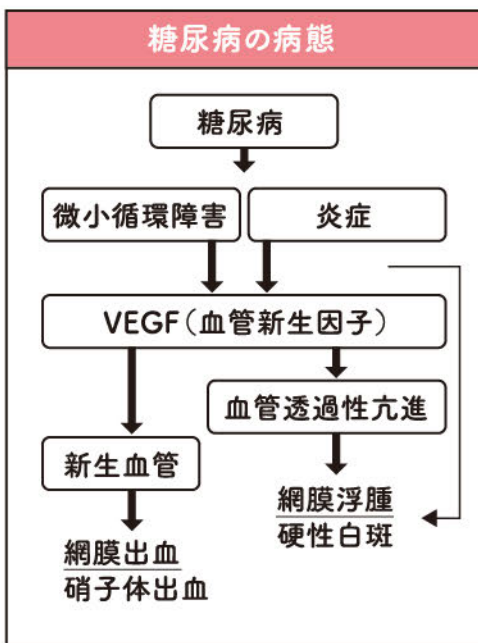 糖尿病の病態
糖尿病
微小循環障害
炎症
VEGF（血管新生因子）
血管透過性亢進
新生血管
網膜浮腫
硬性白斑
網膜出血
硝子体出血